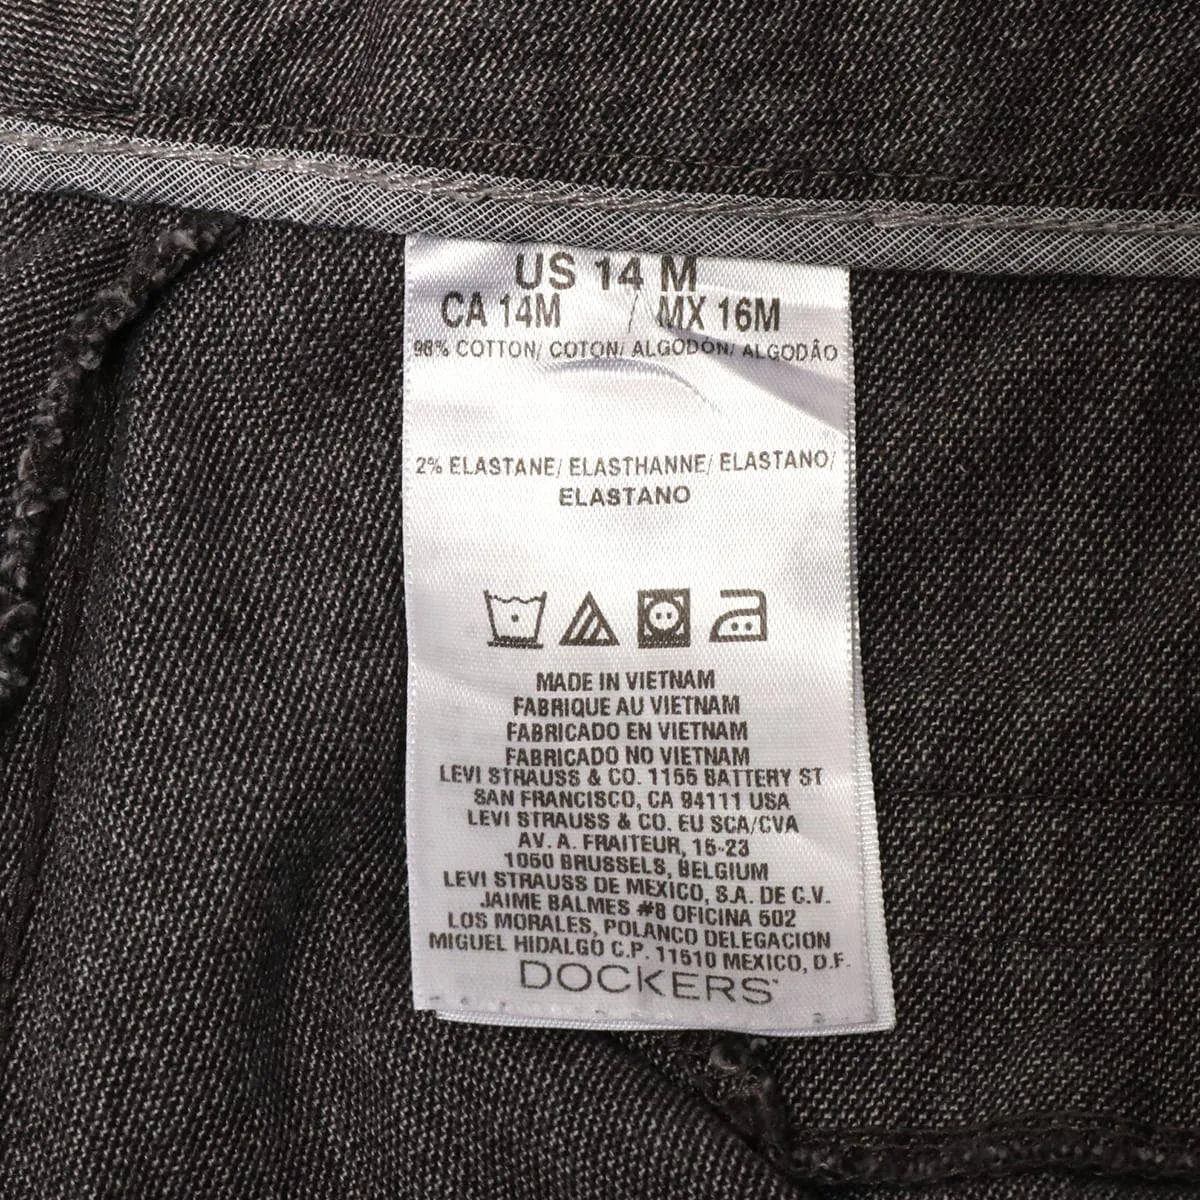 US 14 M
CA 14M / MX 16M
98% COTTON/ COTON/ ALGODÓN/ ALGODÃO
2% ELASTANE/ ELASTHANNE/ ELASTANO/
ELASTANO
MADE IN VIETNAM
FABRIQUE AU VIETNAM
FABRICADO EN VIETNAM
FABRICADO NO VIETNAM
LEVI STRAUSS & CO. 1155 BATTERY ST
SAN FRANCISCO, CA 94111 USA
LEVI STRAUSS & CO. EU SCA/CVA
AV. A. FRAITEUR, 15-23
1050 BRUSSELS, BELGIUM
LEVI STRAUSS DE MEXICO, S.A. DE C.V.
JAIME BALMES #8 OFICINA 502
LOS MORALES, POLANCO DELEGACION
MIGUEL HIDALGO C.P. 11510 MEXICO, D.F.
DOCKERS